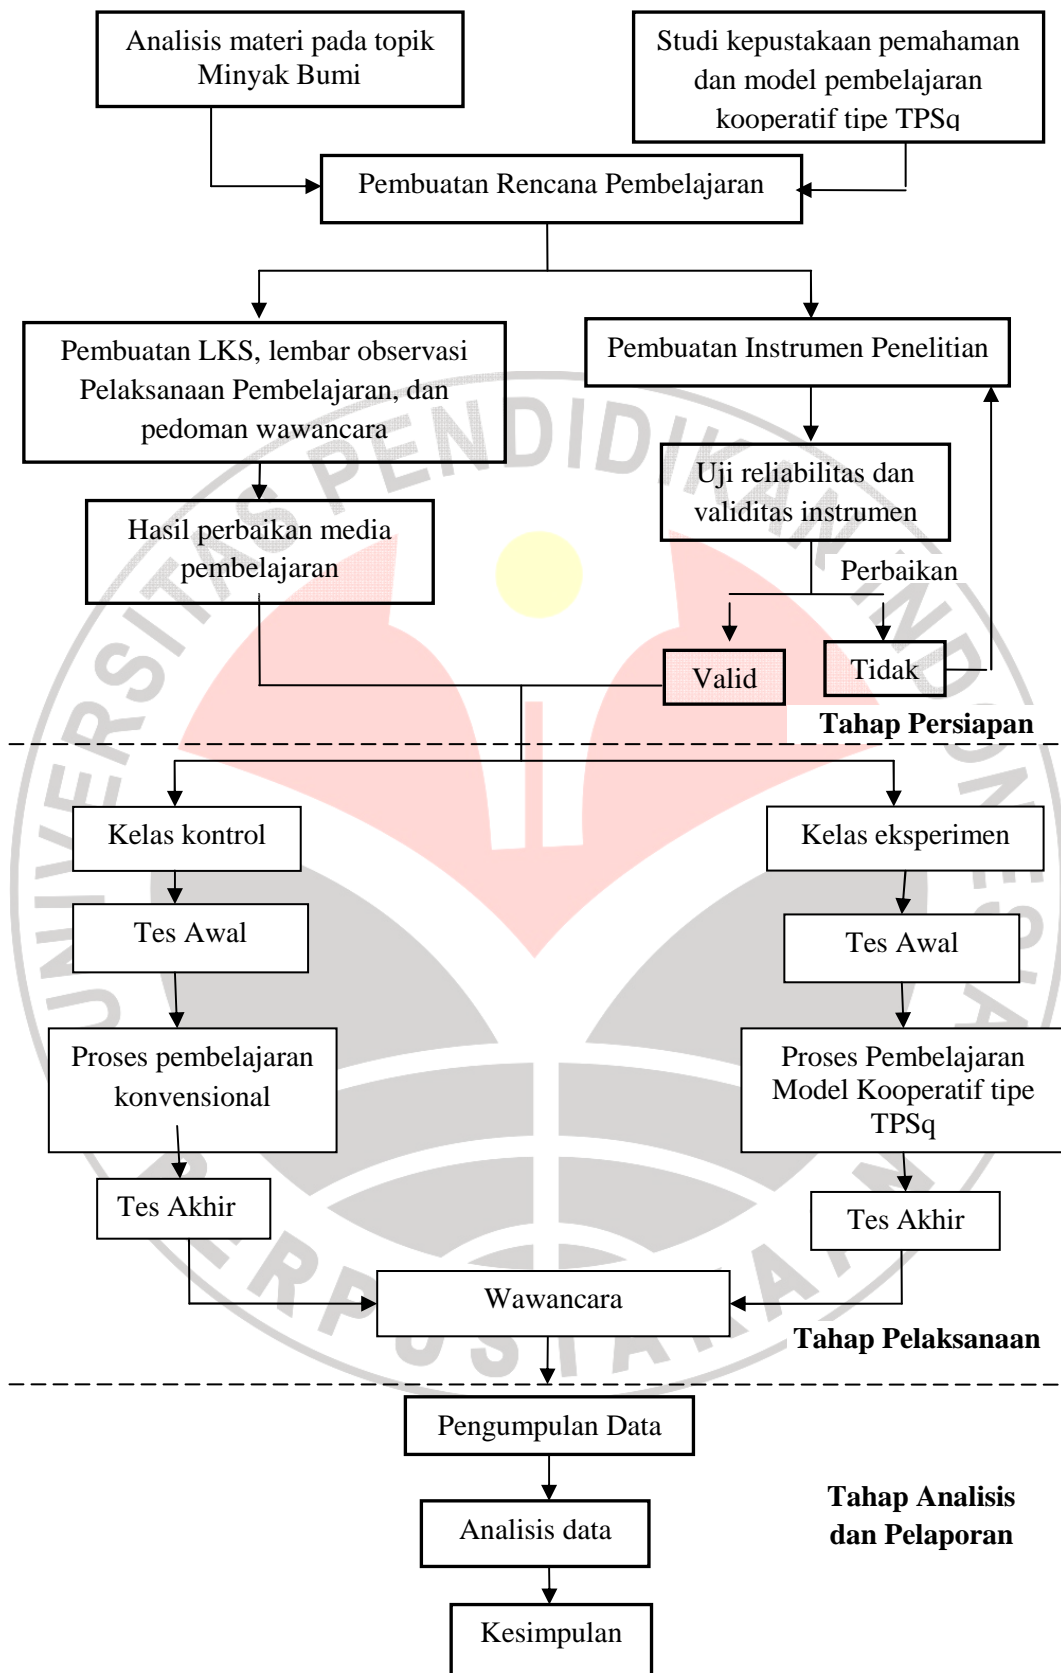 Analisis materi pada topik
Minyak Bumi
Studi kepustakaan pemahaman
dan model pembelajaran
kooperatif tipe TPSq
Pembuatan Rencana Pembelajaran
Pembuatan LKS, lembar observasi
Pelaksanaan Pembelajaran, dan
pedoman wawancara
Pembuatan Instrumen Penelitian
Uji reliabilitas dan
validitas instrumen
Hasil perbaikan media
pembelajaran
Perbaikan
Valid
Tidak
Tahap Persiapan
Kelas kontrol
Kelas eksperimen
Tes Awal
Tes Awal
Proses pembelajaran
konvensional
Proses Pembelajaran
Model Kooperatif tipe
TPSq
Tes Akhir
Tes Akhir
Wawancara
Tahap Pelaksanaan
Pengumpulan Data
Analisis data
Tahap Analisis
dan Pelaporan
Kesimpulan
UNIVERSITAS PENDIDIKAN INDONESIA
PERPUSTAKAAN